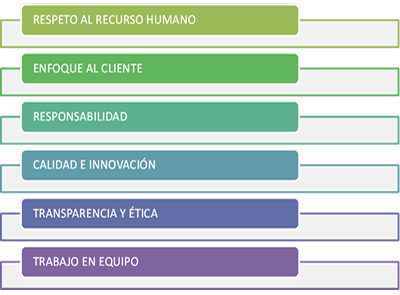 RESPETO AL RECURSO HUMANO
ENFOQUE AL CLIENTE
RESPONSABILIDAD
CALIDAD E INNOVACIÓN
TRANSPARENCIA Y ÉTICA
TRABAJO EN EQUIPO